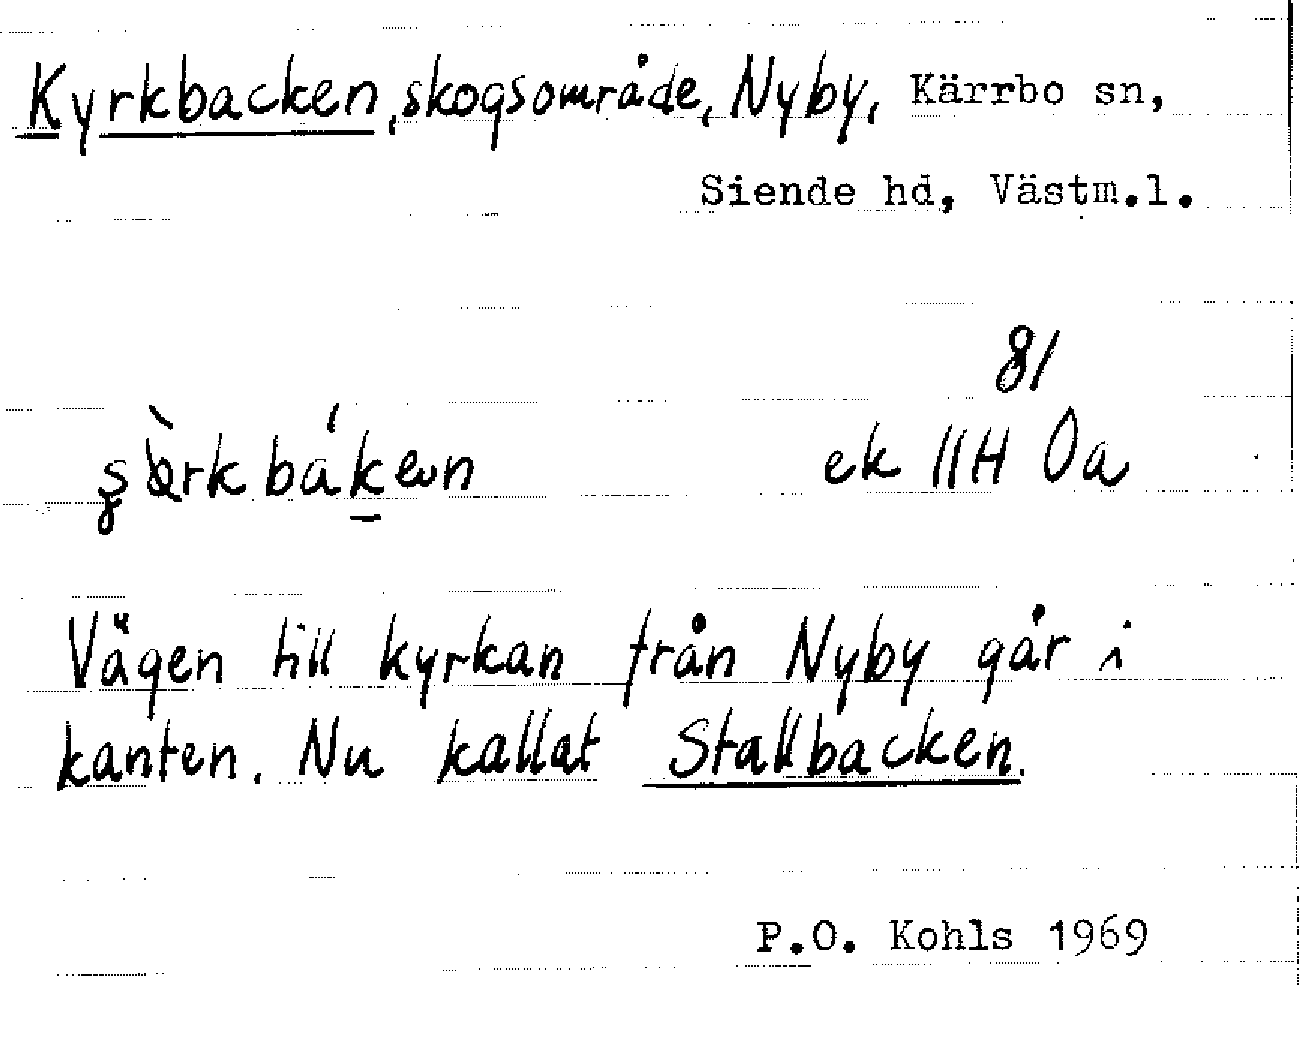 Kyrkbacken, skogsområde, Nyby, Kärrbo sn,
Siende hd, Västm.l.
81
ek 11H 0a
Vägen till kyrkan från Nyby går i
kanten. Nu kallat Stallbacken.
P.O. Kohls 1969